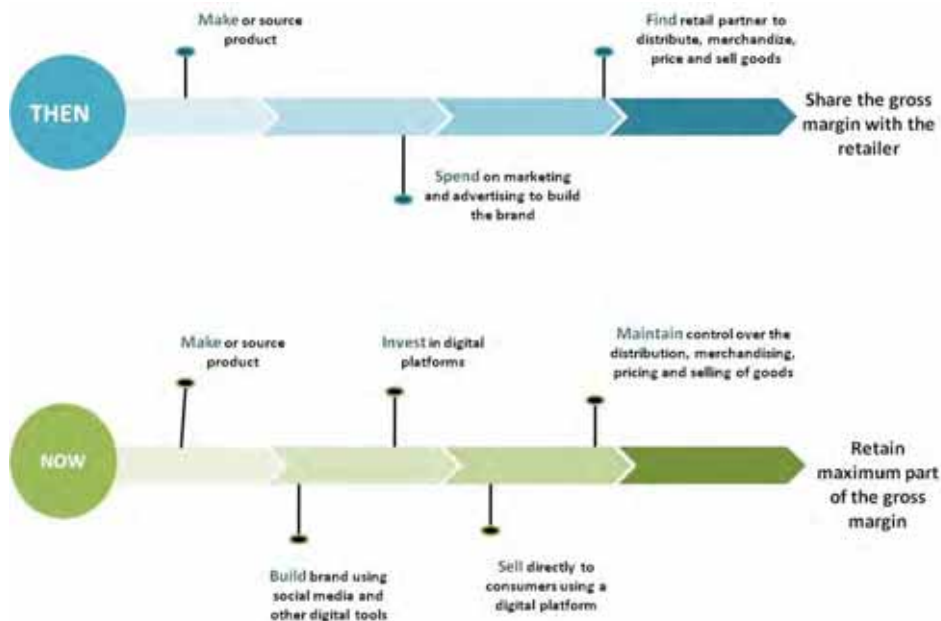 Make or source
product
Find retail partner to
distribute, merchandize,
price and sell goods
THEN
Share the gross
margin with the
retailer
Spend on marketing
and advertising to build
the brand
Make or source
product
Invest in digital
platforms
Maintain control over the
distribution, merchandising,
pricing and selling of goods
NOW
Retain
maximum part
of the gross
margin
Build brand using
social media and
other digital tools
Sell directly to
consumers using a
digital platform